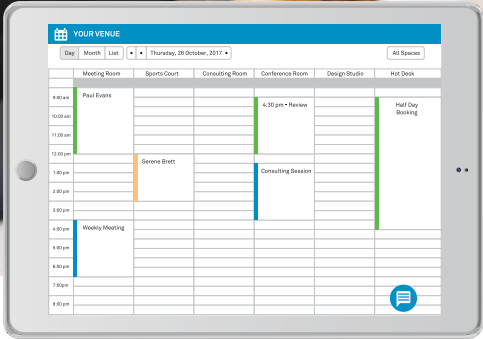 YOUR VENUE
Day Month List Thursday, 26 October, 2017 All Spaces
Meeting Room Sports Court Consulting Room Conference Room Design Studio Hot Desk
9:00 am
10:00 am
11:00 am
12:00 pm
1:00 pm
2:00 pm
3:00 pm
4:00 pm
5:00 pm
6:00 pm
7:00pm
8:00 pm
Paul Evans
Weekly Meeting
Serene Brett
4:30 pm - Review
Consulting Session
Half Day
Booking